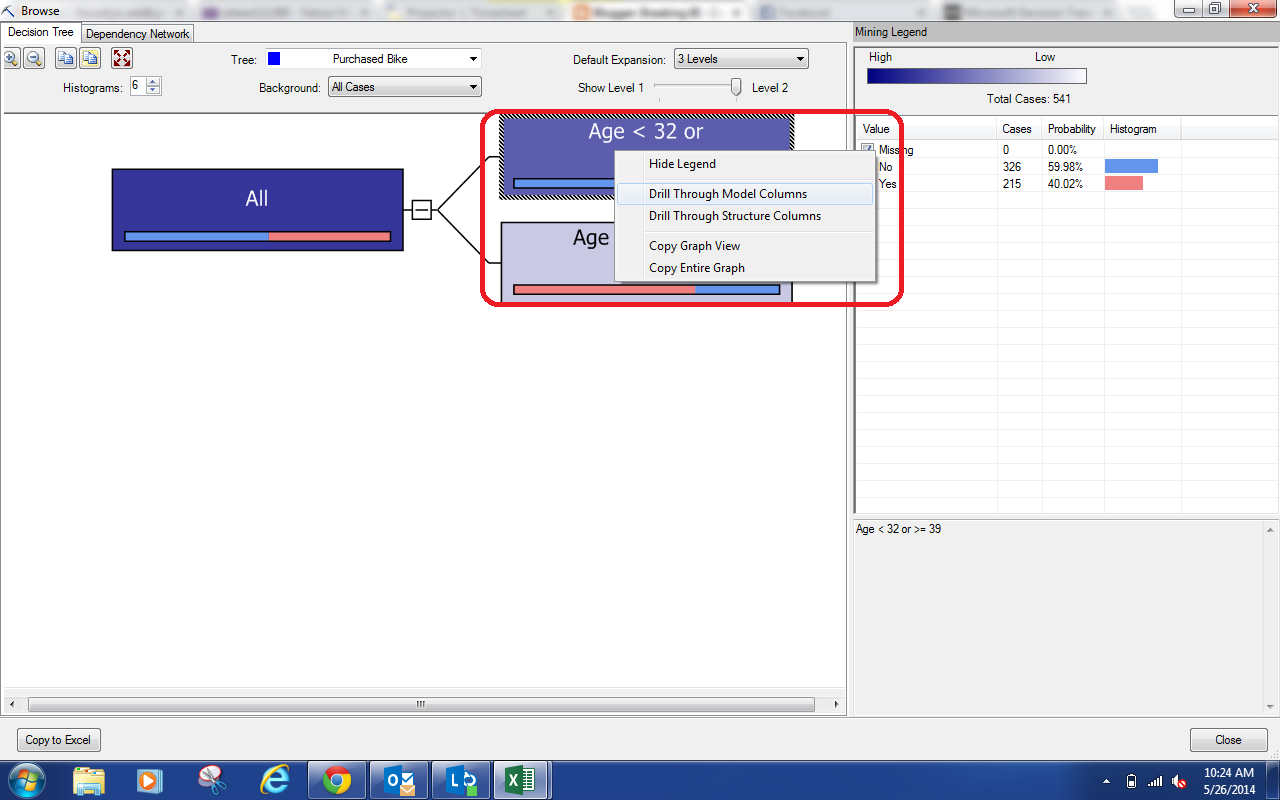 Browse
Decision Tree
Dependency Network
Mining Legend
Tree:
Purchased Bike
Default Expansion:
3 Levels
Histograms:
6
Background:
All Cases
Show Level 1
Level 2
High
Low
Total Cases: 541
Value
Cases
Probability
Histogram
Missing
0
0.00%
No
326
59.98%
Yes
215
40.02%
All
Age < 32 or
Age
Hide Legend
Drill Through Model Columns
Drill Through Structure Columns
Copy Graph View
Copy Entire Graph
Age < 32 or >= 39
Copy to Excel
Close
10:24 AM
5/26/2014